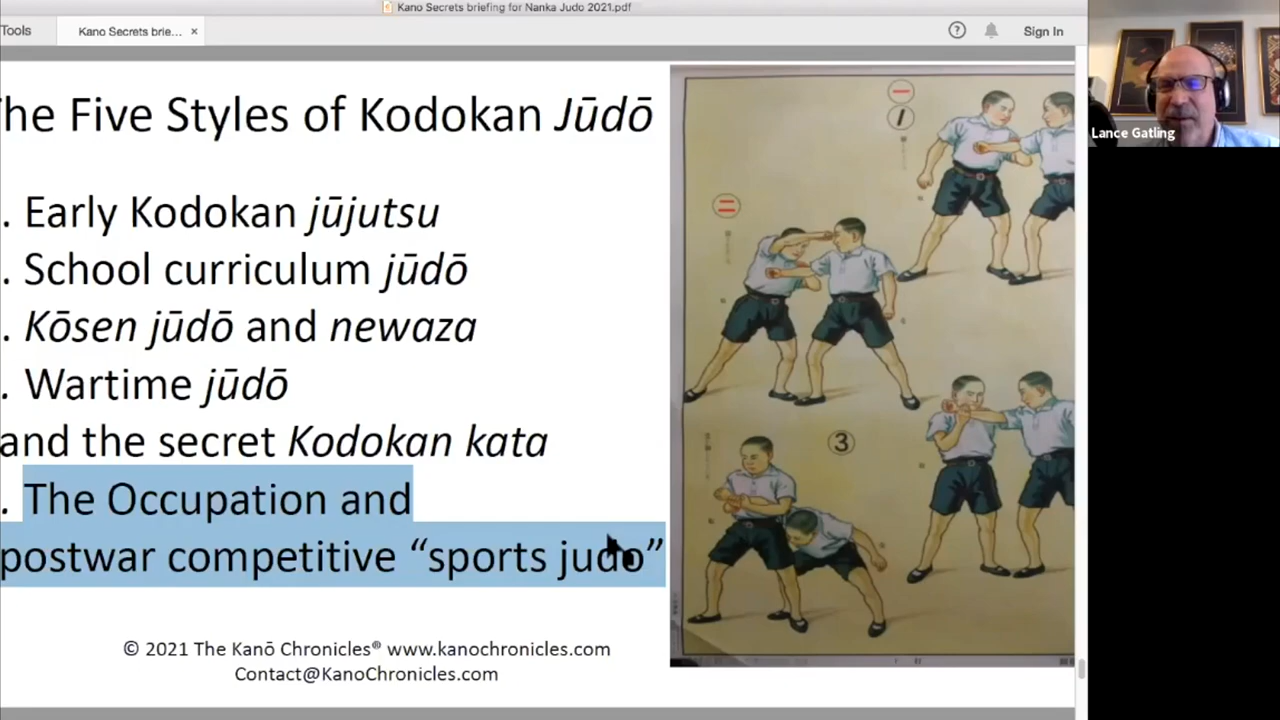 Kano Secrets briefing for Nanka Judo 2021.pdf
Tools
Kano Secrets brie... ×
? Sign In
he Five Styles of Kodokan Jūdō
. Early Kodokan jūjutsu
. School curriculum jūdō
. Kōsen jūdō and newaza
. Wartime jūdō
and the secret Kodokan kata
. The Occupation and
postwar competitive “sports judo”
© 2021 The Kanō Chronicles® www.kanochronicles.com
Contact@KanoChronicles.com
一
1
二
3
Lance Gatling